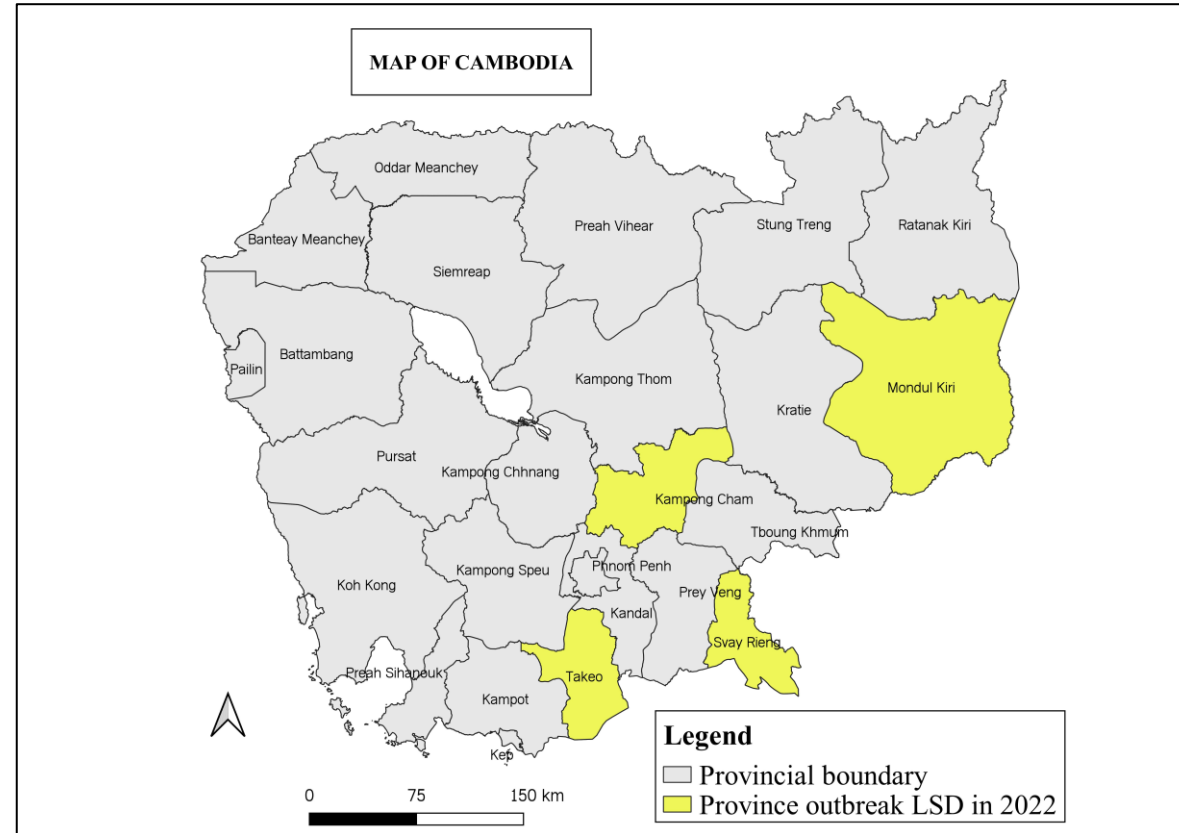 MAP OF CAMBODIA
Oddar Meanchey
Preah Vihear
Stung Treng
Ratanak Kiri
Banteay Meanchey
Siemreap
Battambang
Pailin
Kampong Thom
Mondul Kiri
Kratie
Pursat
Kampong Chhnang
Kampong Cham
Tboung Khmum
Koh Kong
Kampong Speu
Phnom Penh
Prey Veng
Kandal
Svay Rieng
Preah Sihanouk
Takeo
Kampot
Kep
Legend
Provincial boundary
Province outbreak LSD in 2022
0 75 150 km